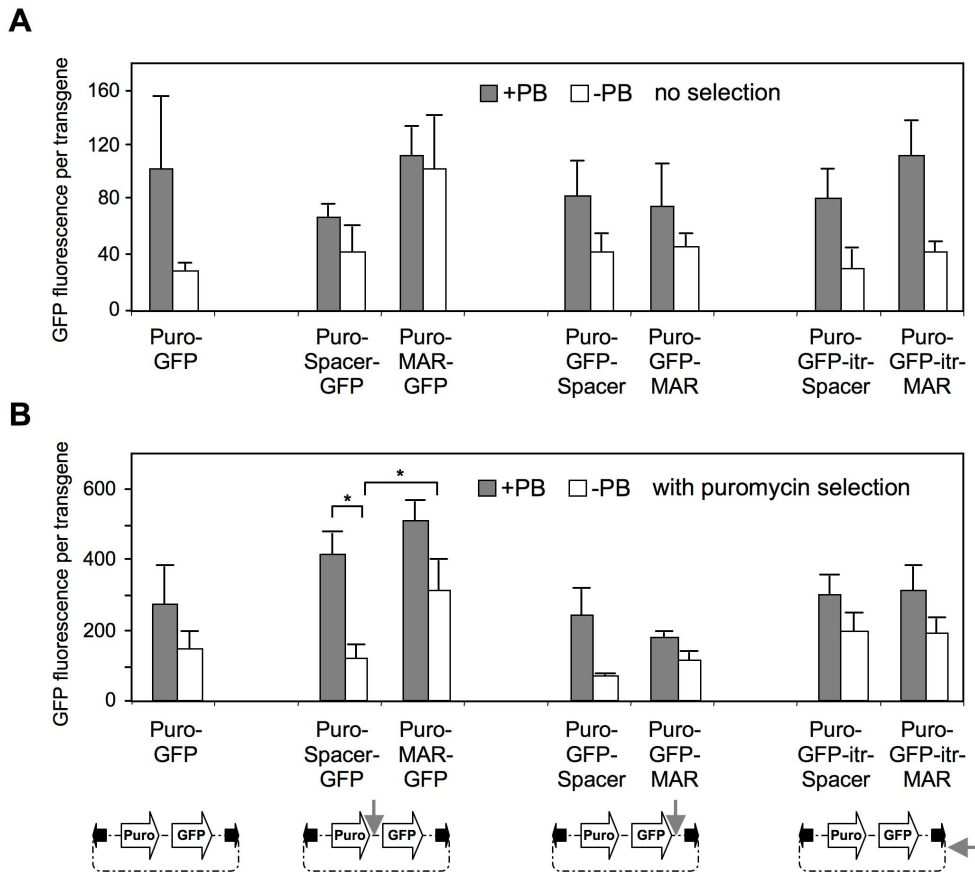 A
GFP fluorescence per transgene
160
120
80
40
0
+PB -PB no selection
Puro-
GFP
Puro-
Spacer-
GFP
Puro-
MAR-
GFP
Puro-
GFP-
Spacer
Puro-
GFP-
MAR
Puro-
GFP-itr-
Spacer
Puro-
GFP-itr-
MAR
B
GFP fluorescence per transgene
600
400
200
0
+PB -PB with puromycin selection
*
*
Puro-
GFP
Puro-
Spacer-
GFP
Puro-
MAR-
GFP
Puro-
GFP-
Spacer
Puro-
GFP-
MAR
Puro-
GFP-itr-
Spacer
Puro-
GFP-itr-
MAR
Puro GFP
Puro GFP
Puro GFP
Puro GFP